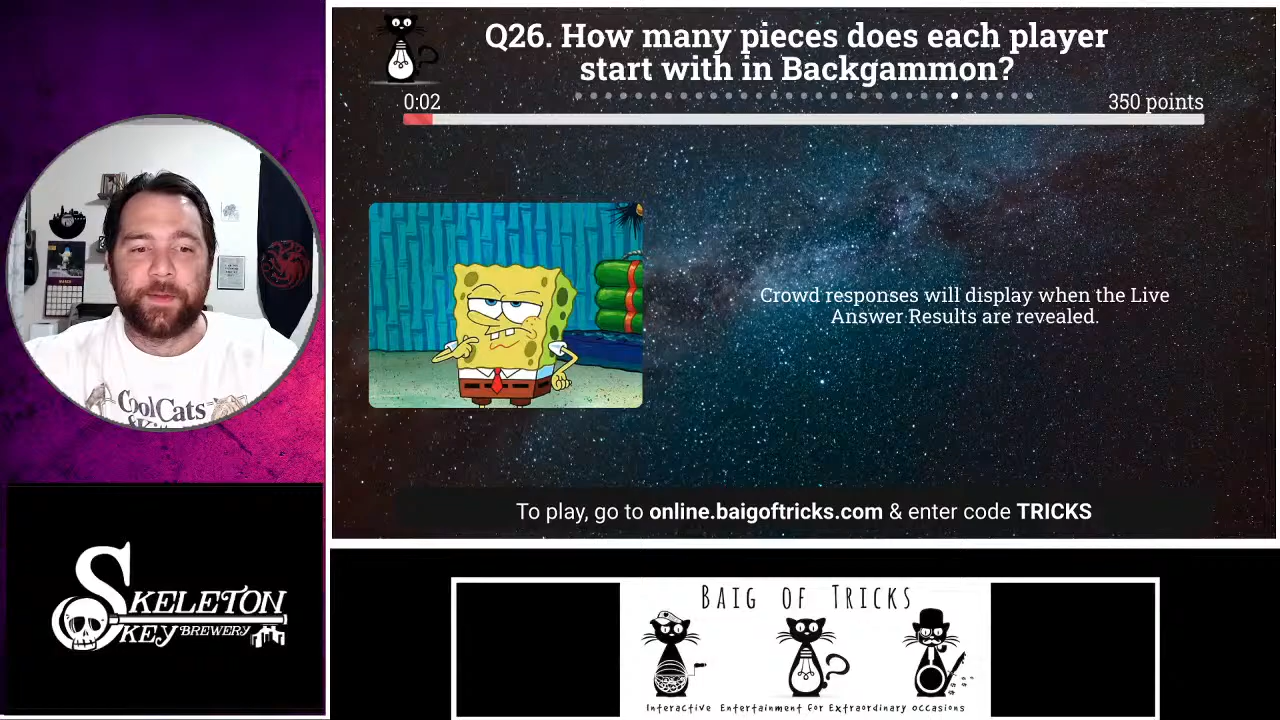 Q26. How many pieces does each player
start with in Backgammon?
0:02
350 points
Crowd responses will display when the Live
Answer Results are revealed.
To play, go to online.baigoftricks.com & enter code TRICKS
Cool Cats
SKELETON
KEY BREWERY
BAIG OF TRICKS
Interactive Entertainment for Extraordinary occasions